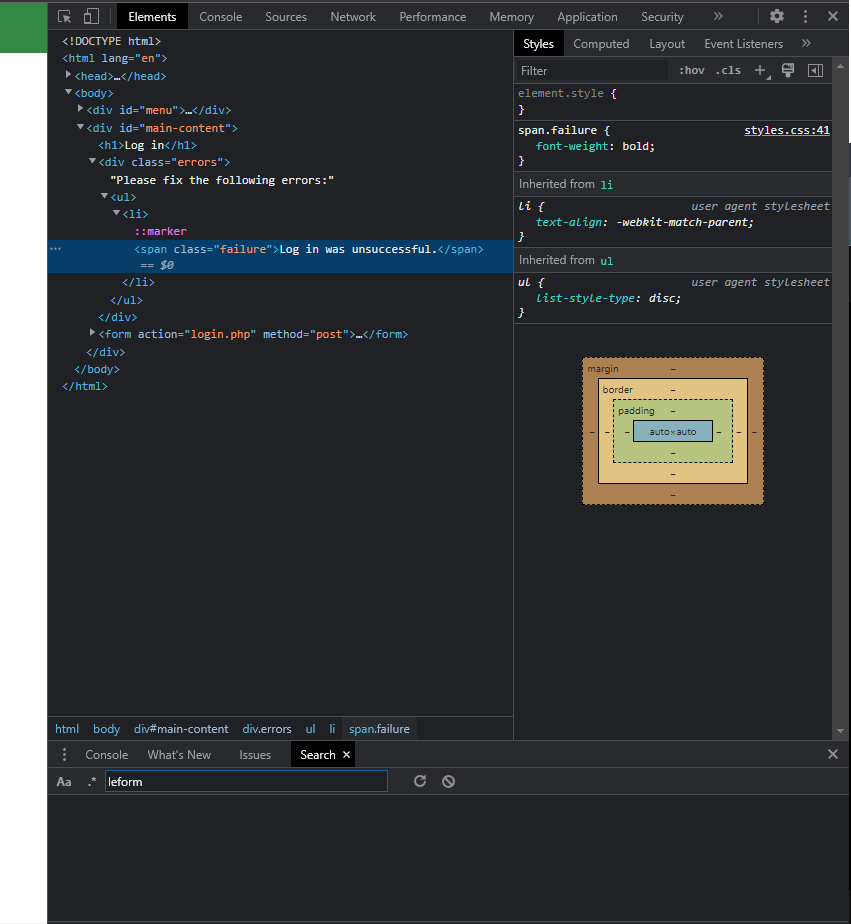 Elements Console Sources Network Performance Memory Application Security »
<!DOCTYPE html>
<html lang="en">
<head>…</head>
<body>
<div id="menu">…</div>
<div id="main-content">
<h1>Log in</h1>
<div class="errors">
"Please fix the following errors:"
<ul>
<li>
::marker
… <span class="failure">Log in was unsuccessful.</span>
== $0
</li>
</ul>
</div>
<form action="login.php" method="post">…</form>
</div>
</body>
</html>
html body div#main-content div.errors ul li span.failure
Styles Computed Layout Event Listeners »
Filter :hov .cls +
element.style {
}
span.failure { styles.css:41
font-weight: bold;
}
Inherited from li
li { user agent stylesheet
text-align: -webkit-match-parent;
}
Inherited from ul
ul { user agent stylesheet
list-style-type: disc;
}
margin –
border –
padding –
– – – auto×auto – – –
–
–
–
Console What's New Issues Search ×
Aa .* leform